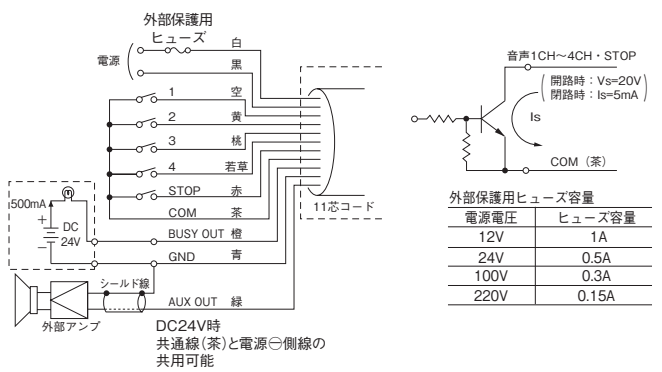 外部保護用
ヒューズ
電源
白
黒
1 空
2 黄
3 桃
4 若草
STOP 赤
COM 茶
BUSY OUT 橙
GND 青
AUX OUT 緑
11芯コード
500mA
+
DC
24V
−
シールド線
外部アンプ
DC24V時
共通線(茶)と電源⊖側線の
共用可能
音声1CH〜4CH・STOP
(開路時:Vs=20V
閉路時:Is=5mA)
Is
COM(茶)
外部保護用ヒューズ容量
電源電圧 ヒューズ容量
12V 1A
24V 0.5A
100V 0.3A
220V 0.15A